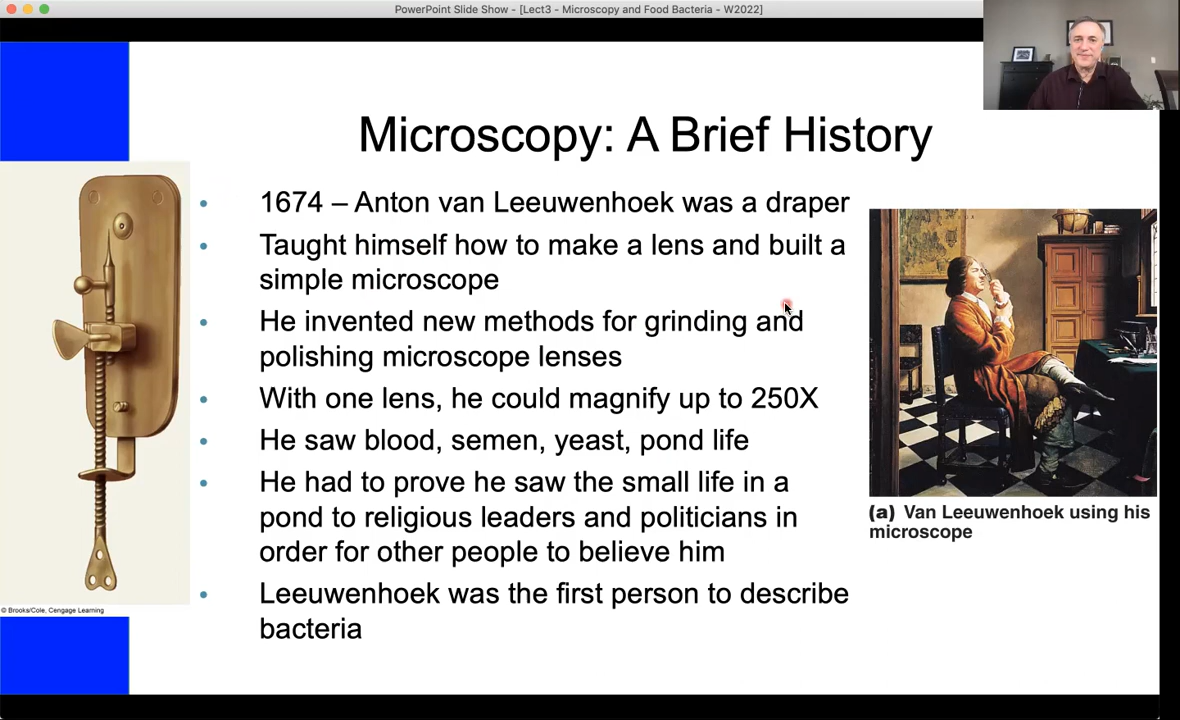 PowerPoint Slide Show - [Lect3 - Microscopy and Food Bacteria - W2022]
Microscopy: A Brief History
• 1674 – Anton van Leeuwenhoek was a draper
• Taught himself how to make a lens and built a
simple microscope
• He invented new methods for grinding and
polishing microscope lenses
• With one lens, he could magnify up to 250X
• He saw blood, semen, yeast, pond life
• He had to prove he saw the small life in a
pond to religious leaders and politicians in
order for other people to believe him
• Leeuwenhoek was the first person to describe
bacteria
(a) Van Leeuwenhoek using his
microscope
© Brooks/Cole, Cengage Learning